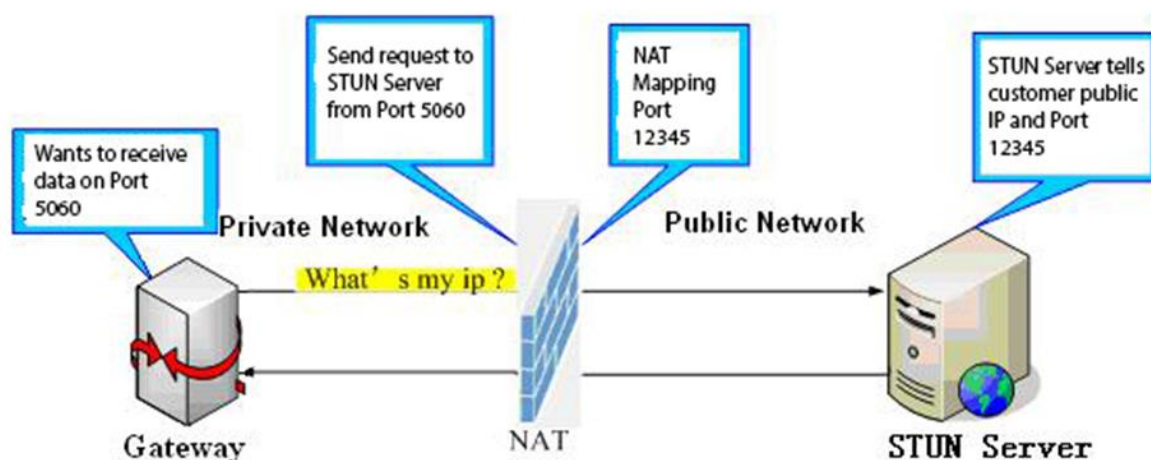 Send request to
STUN Server
from Port 5060
NAT
Mapping
Port
12345
STUN Server tells
customer public
IP and Port
12345
Wants to receive
data on Port
5060
Private Network
Public Network
What's my ip ?
Gateway
NAT
STUN Server